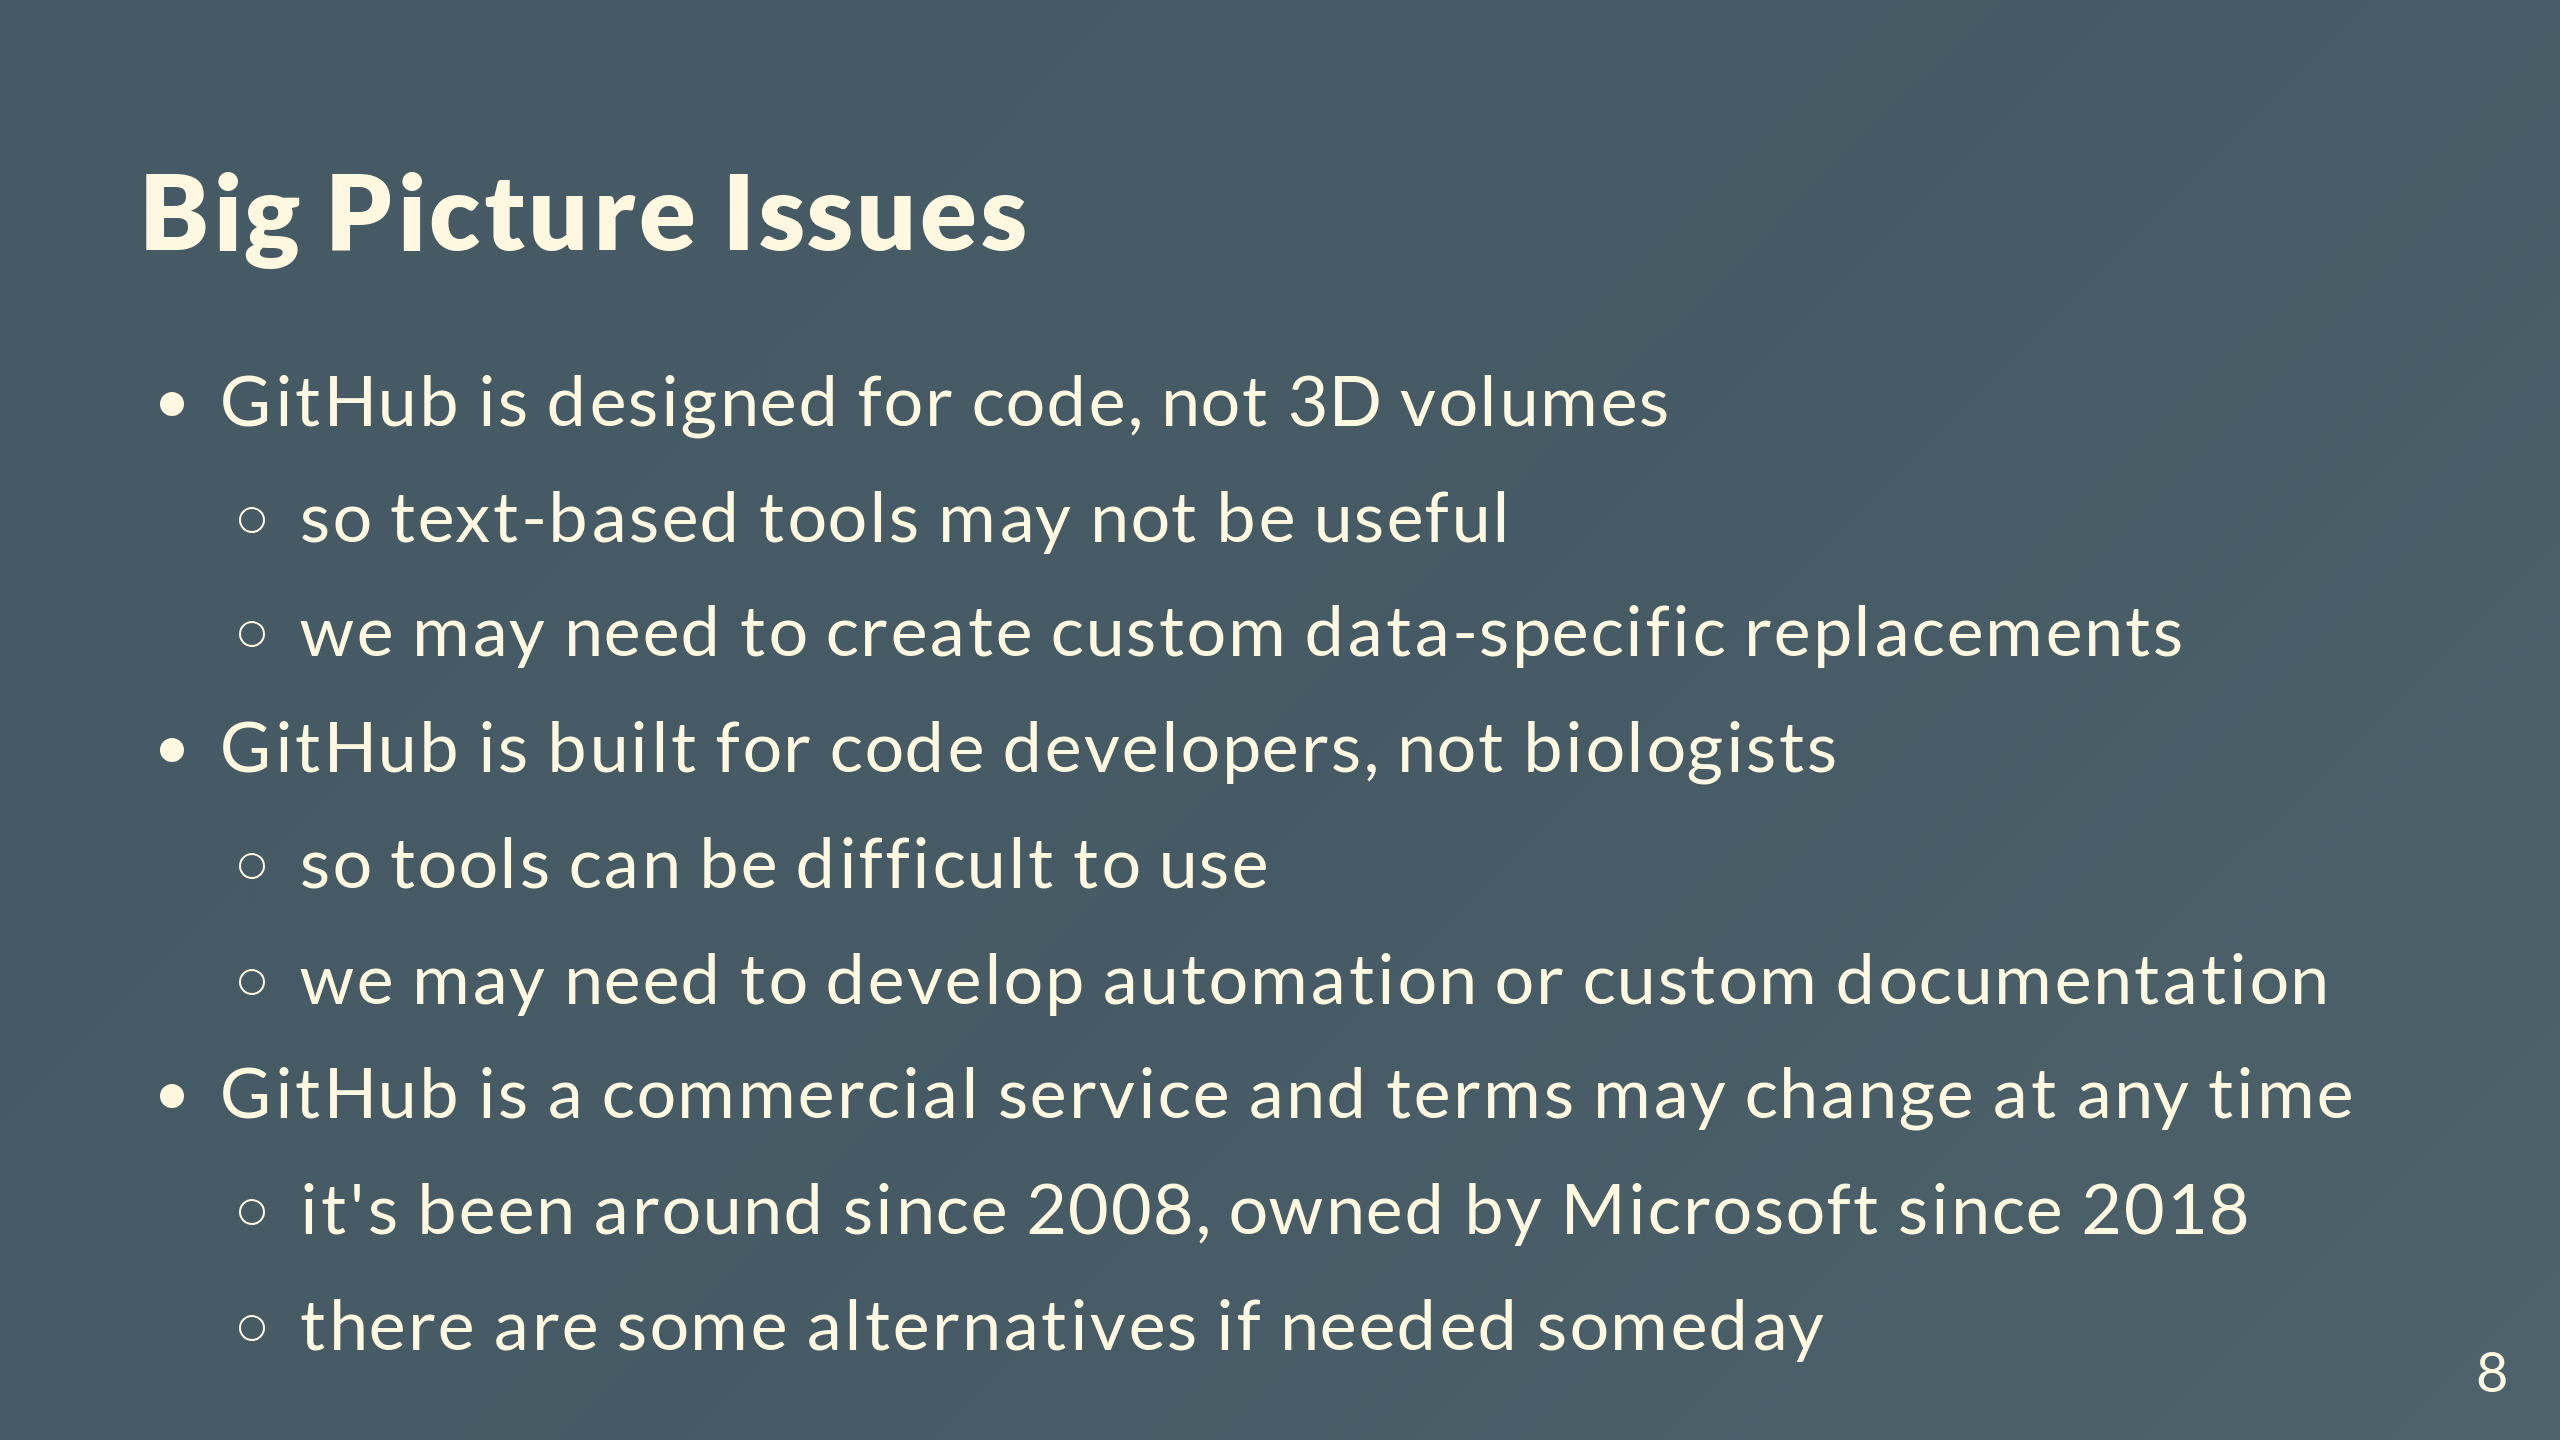 Big Picture Issues
• GitHub is designed for code, not 3D volumes
○ so text-based tools may not be useful
○ we may need to create custom data-specific replacements
• GitHub is built for code developers, not biologists
○ so tools can be difficult to use
○ we may need to develop automation or custom documentation
• GitHub is a commercial service and terms may change at any time
○ it's been around since 2008, owned by Microsoft since 2018
○ there are some alternatives if needed someday
8